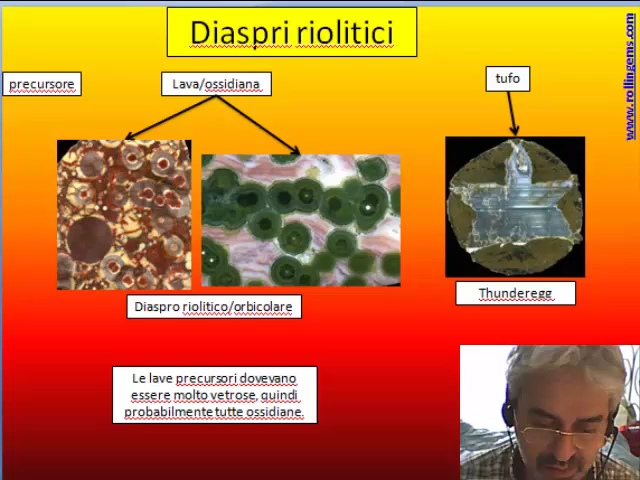 Diaspri riolitici
www.rollingems.com
precursore
Lava/ossidiana
tufo
Diaspro riolitico/orbicolare
Thunderegg
Le lave precursori dovevano
essere molto vetrose, quindi
probabilmente tutte ossidiane.